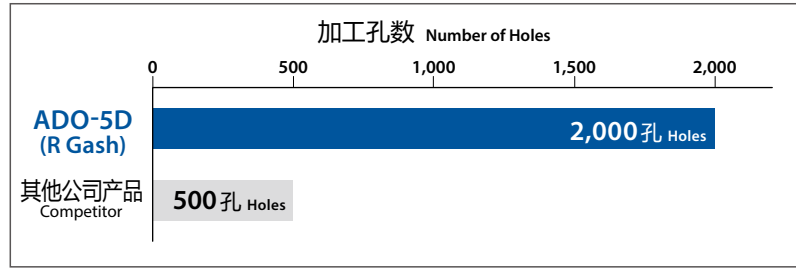 加工孔数 Number of Holes
0 500 1,000 1,500 2,000
ADO-5D
(R Gash)
2,000孔 Holes
其他公司产品
Competitor
500孔 Holes